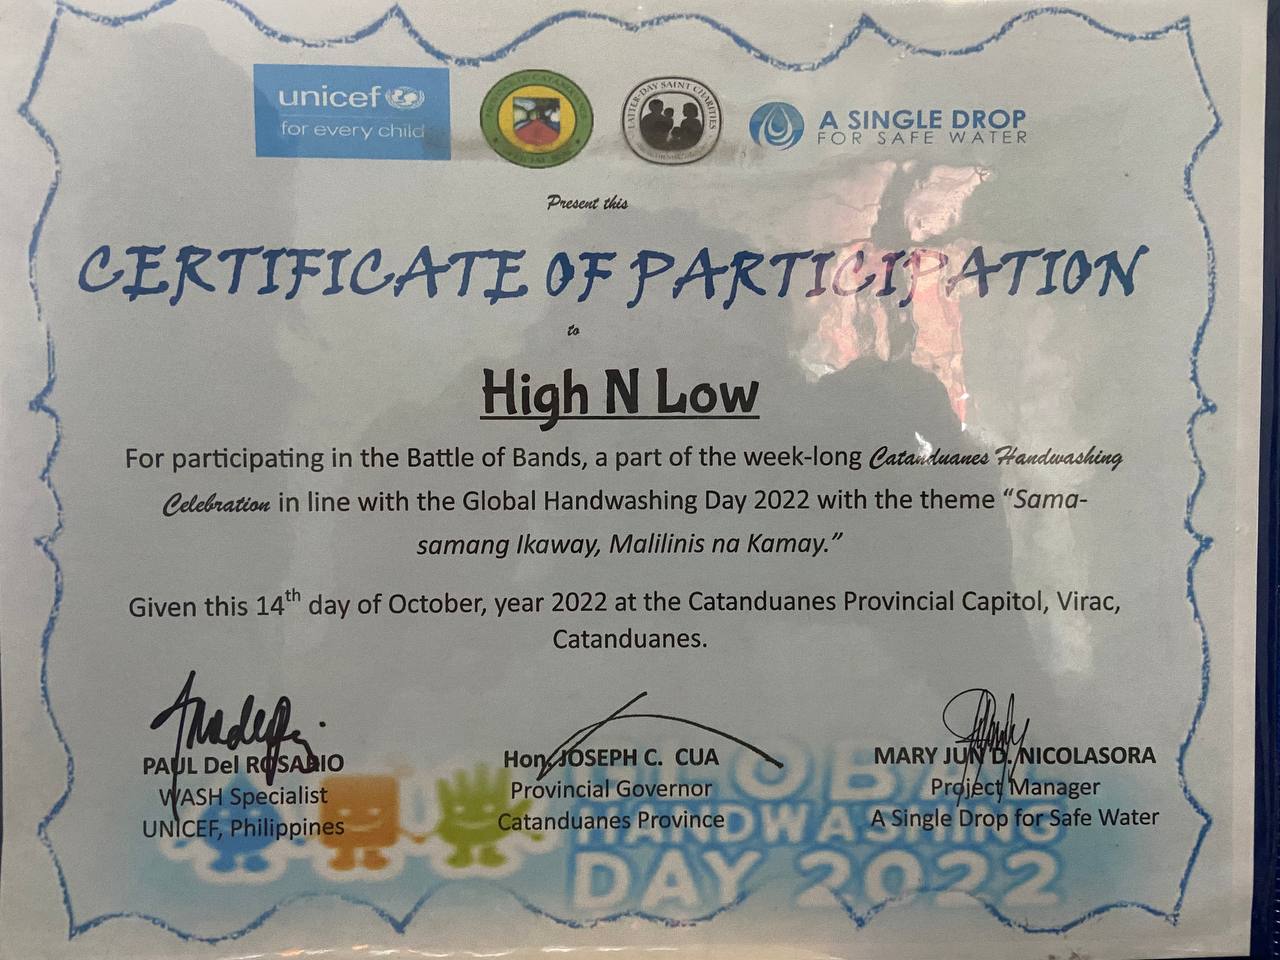 unicef
for every child
LATTER-DAY SAINT CHARITIES
A SINGLE DROP
FOR SAFE WATER
Present this
CERTIFICATE OF PARTICIPATION
to
High N Low
For participating in the Battle of Bands, a part of the week-long Catanduanes Handwashing
Celebration in line with the Global Handwashing Day 2022 with the theme “Sama-
samang Ikaway, Malilinis na Kamay.”
Given this 14th day of October, year 2022 at the Catanduanes Provincial Capitol, Virac,
Catanduanes.
PAUL Del ROSARIO
WASH Specialist
UNICEF, Philippines
Hon. JOSEPH C. CUA
Provincial Governor
Catanduanes Province
MARY JUN D. NICOLASORA
Project Manager
A Single Drop for Safe Water
GLOBAL
HANDWASHING
DAY 2022